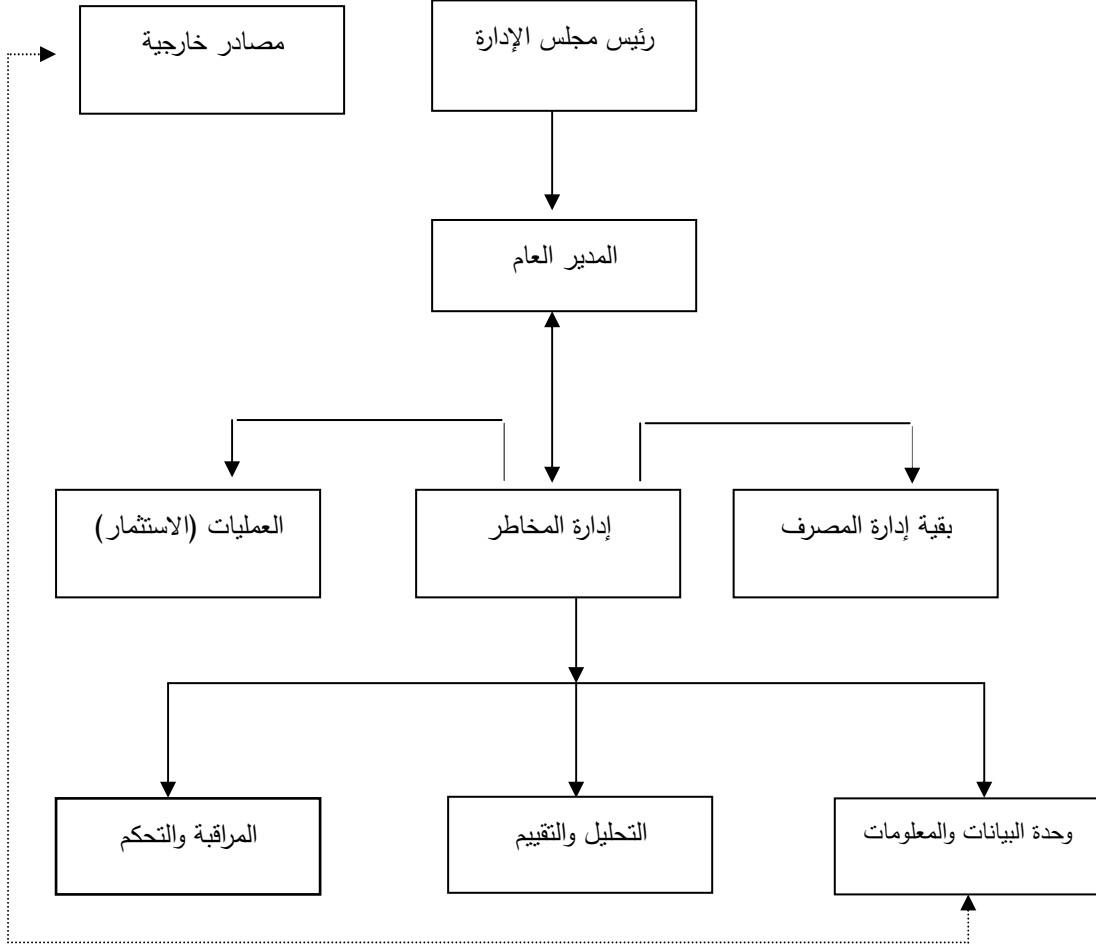 رئيس مجلس الإدارة
مصادر خارجية
المدير العام
بقية إدارة المصرف
إدارة المخاطر
العمليات (الاستثمار)
وحدة البيانات والمعلومات
التحليل والتقييم
المراقبة والتحكم